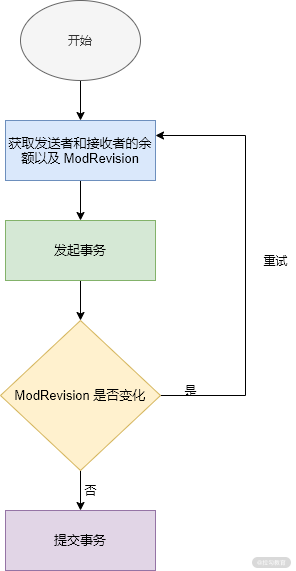 开始
获取发送者和接收者的余
额以及 ModRevision
发起事务
重试
ModRevision 是否变化
是
否
提交事务